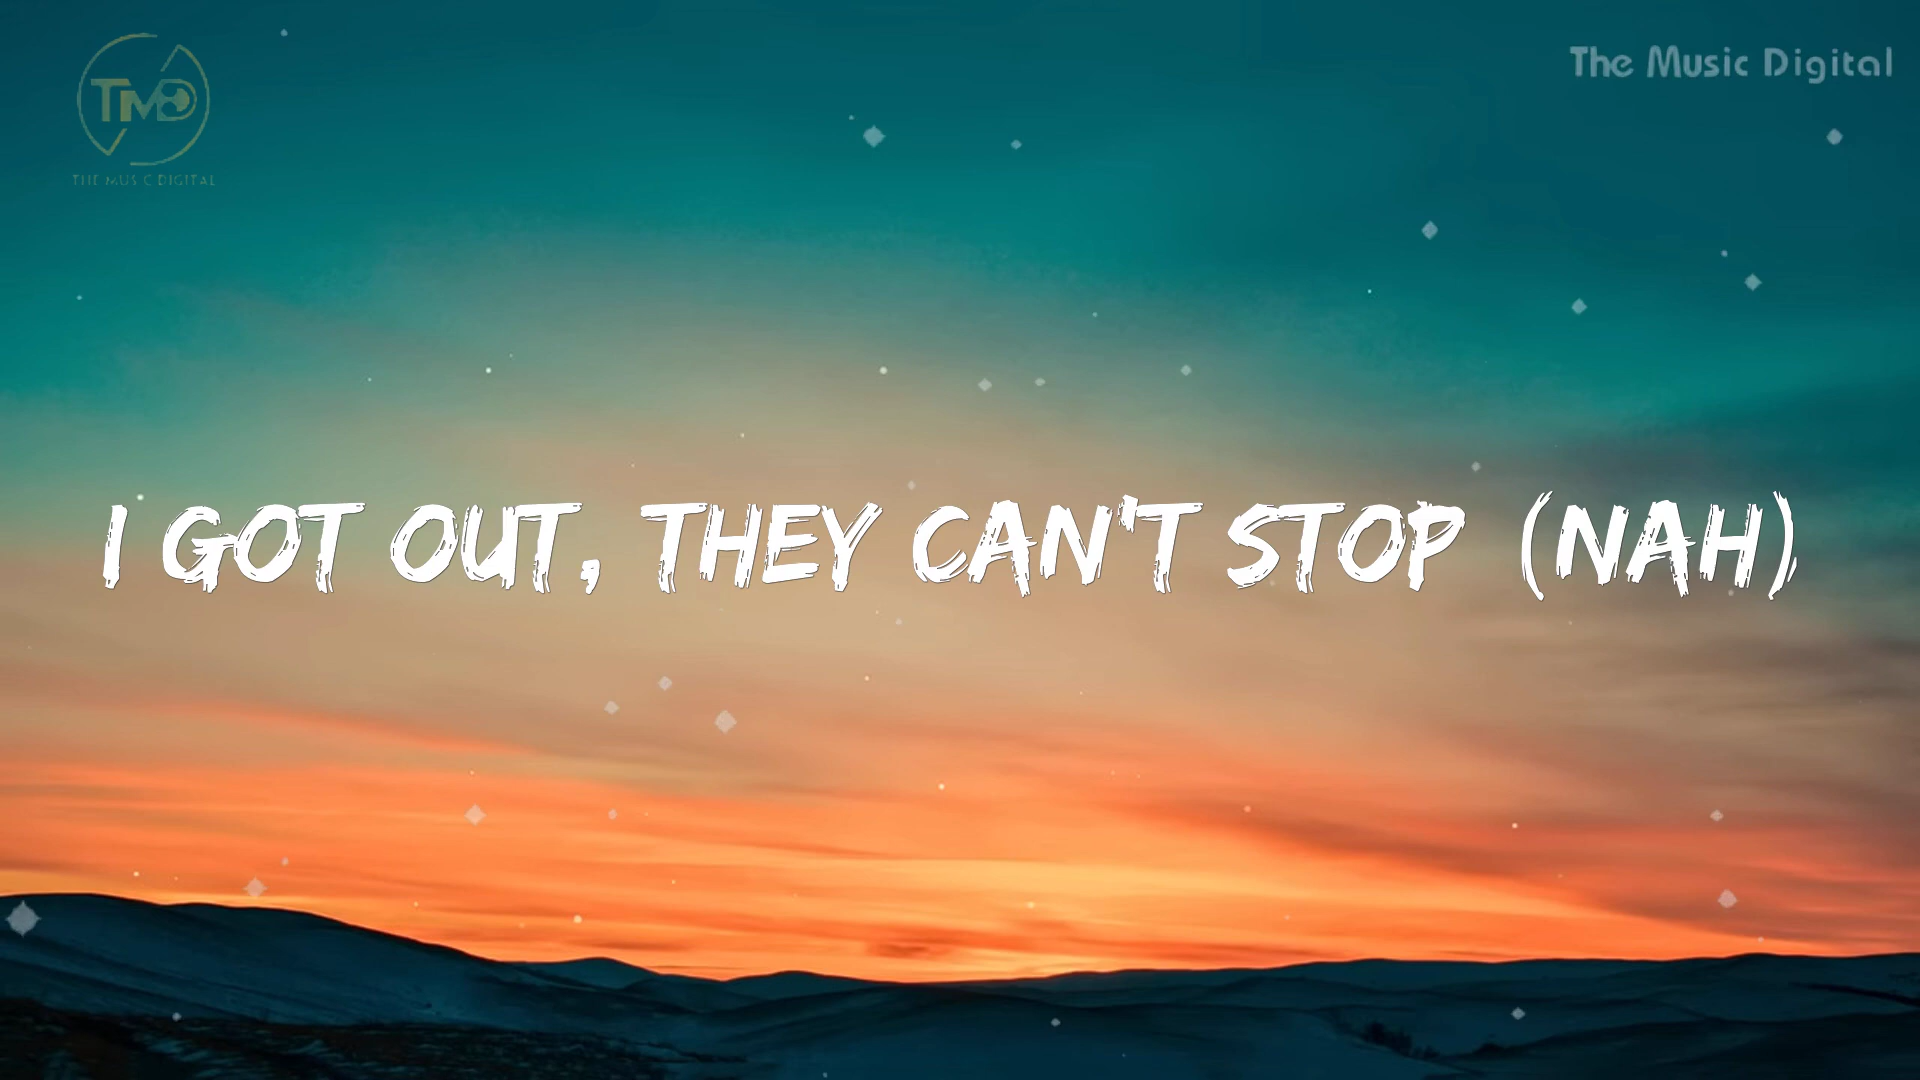 TMD
THE MUSIC DIGITAL
The Music Digital
I GOT OUT, THEY CAN'T STOP (NAH)